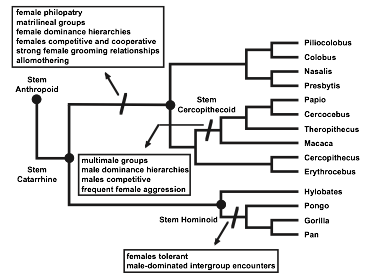 female philopatry
matrilineal groups
female dominance hierarchies
females competitive and cooperative
strong female grooming relationships
allomothering
Stem
Anthropoid
Stem
Catarrhine
Stem
Cercopithecoid
multimale groups
male dominance hierarchies
males competitive
frequent female aggression
Stem Hominoid
females tolerant
male-dominated intergroup encounters
Piliocolobus
Colobus
Nasalis
Presbytis
Papio
Cercocebus
Theropithecus
Macaca
Cercopithecus
Erythrocebus
Hylobates
Pongo
Gorilla
Pan